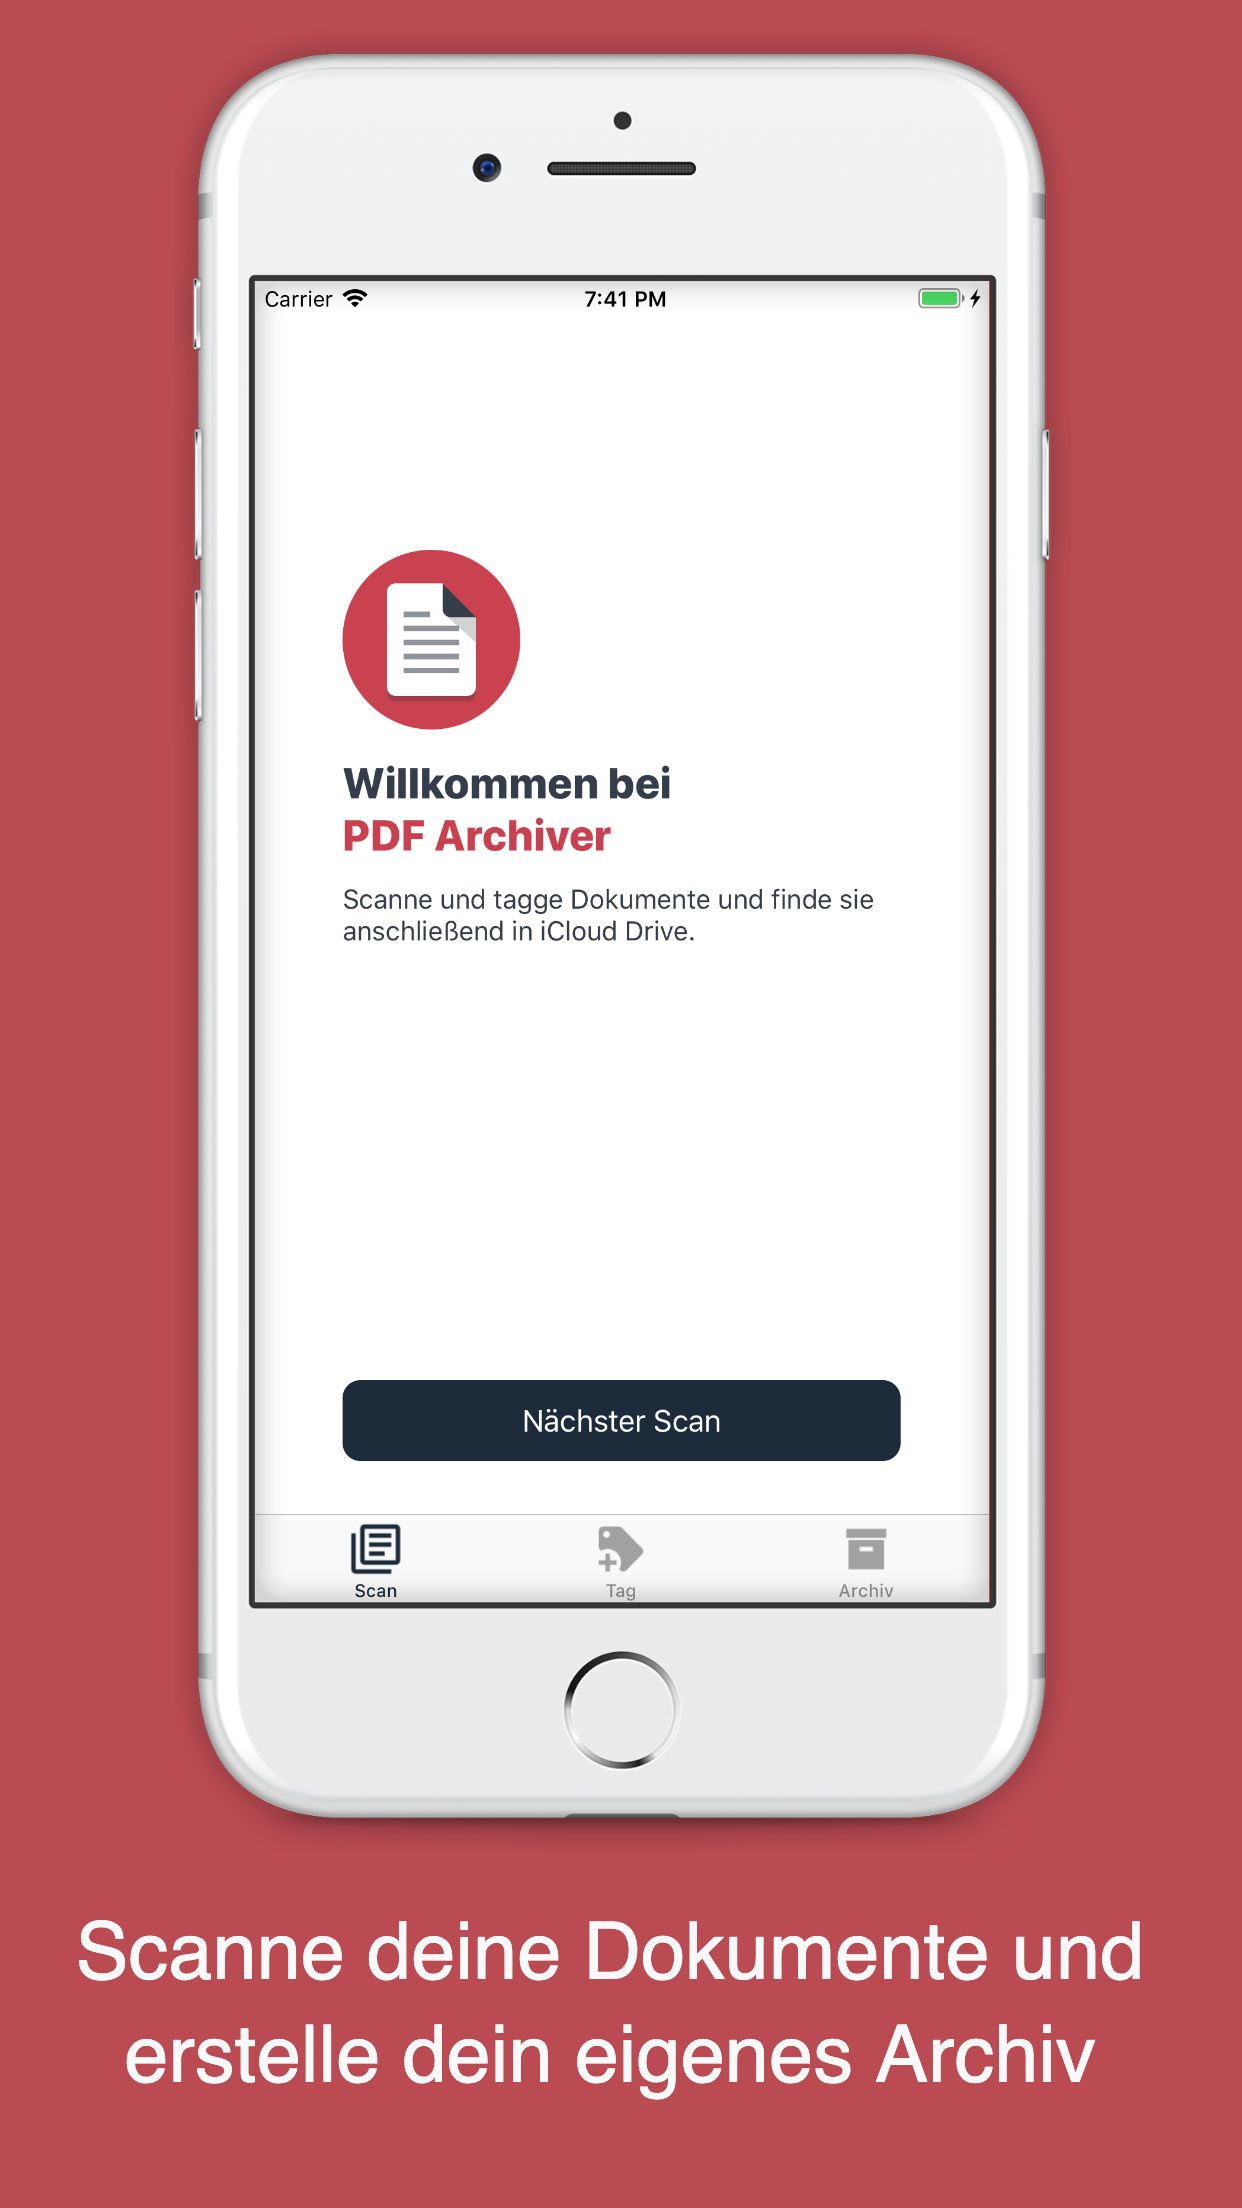 Carrier
7:41 PM
Willkommen bei
PDF Archiver
Scanne und tagge Dokumente und finde sie
anschließend in iCloud Drive.
Nächster Scan
Scan
Tag
Archiv
Scanne deine Dokumente und
erstelle dein eigenes Archiv